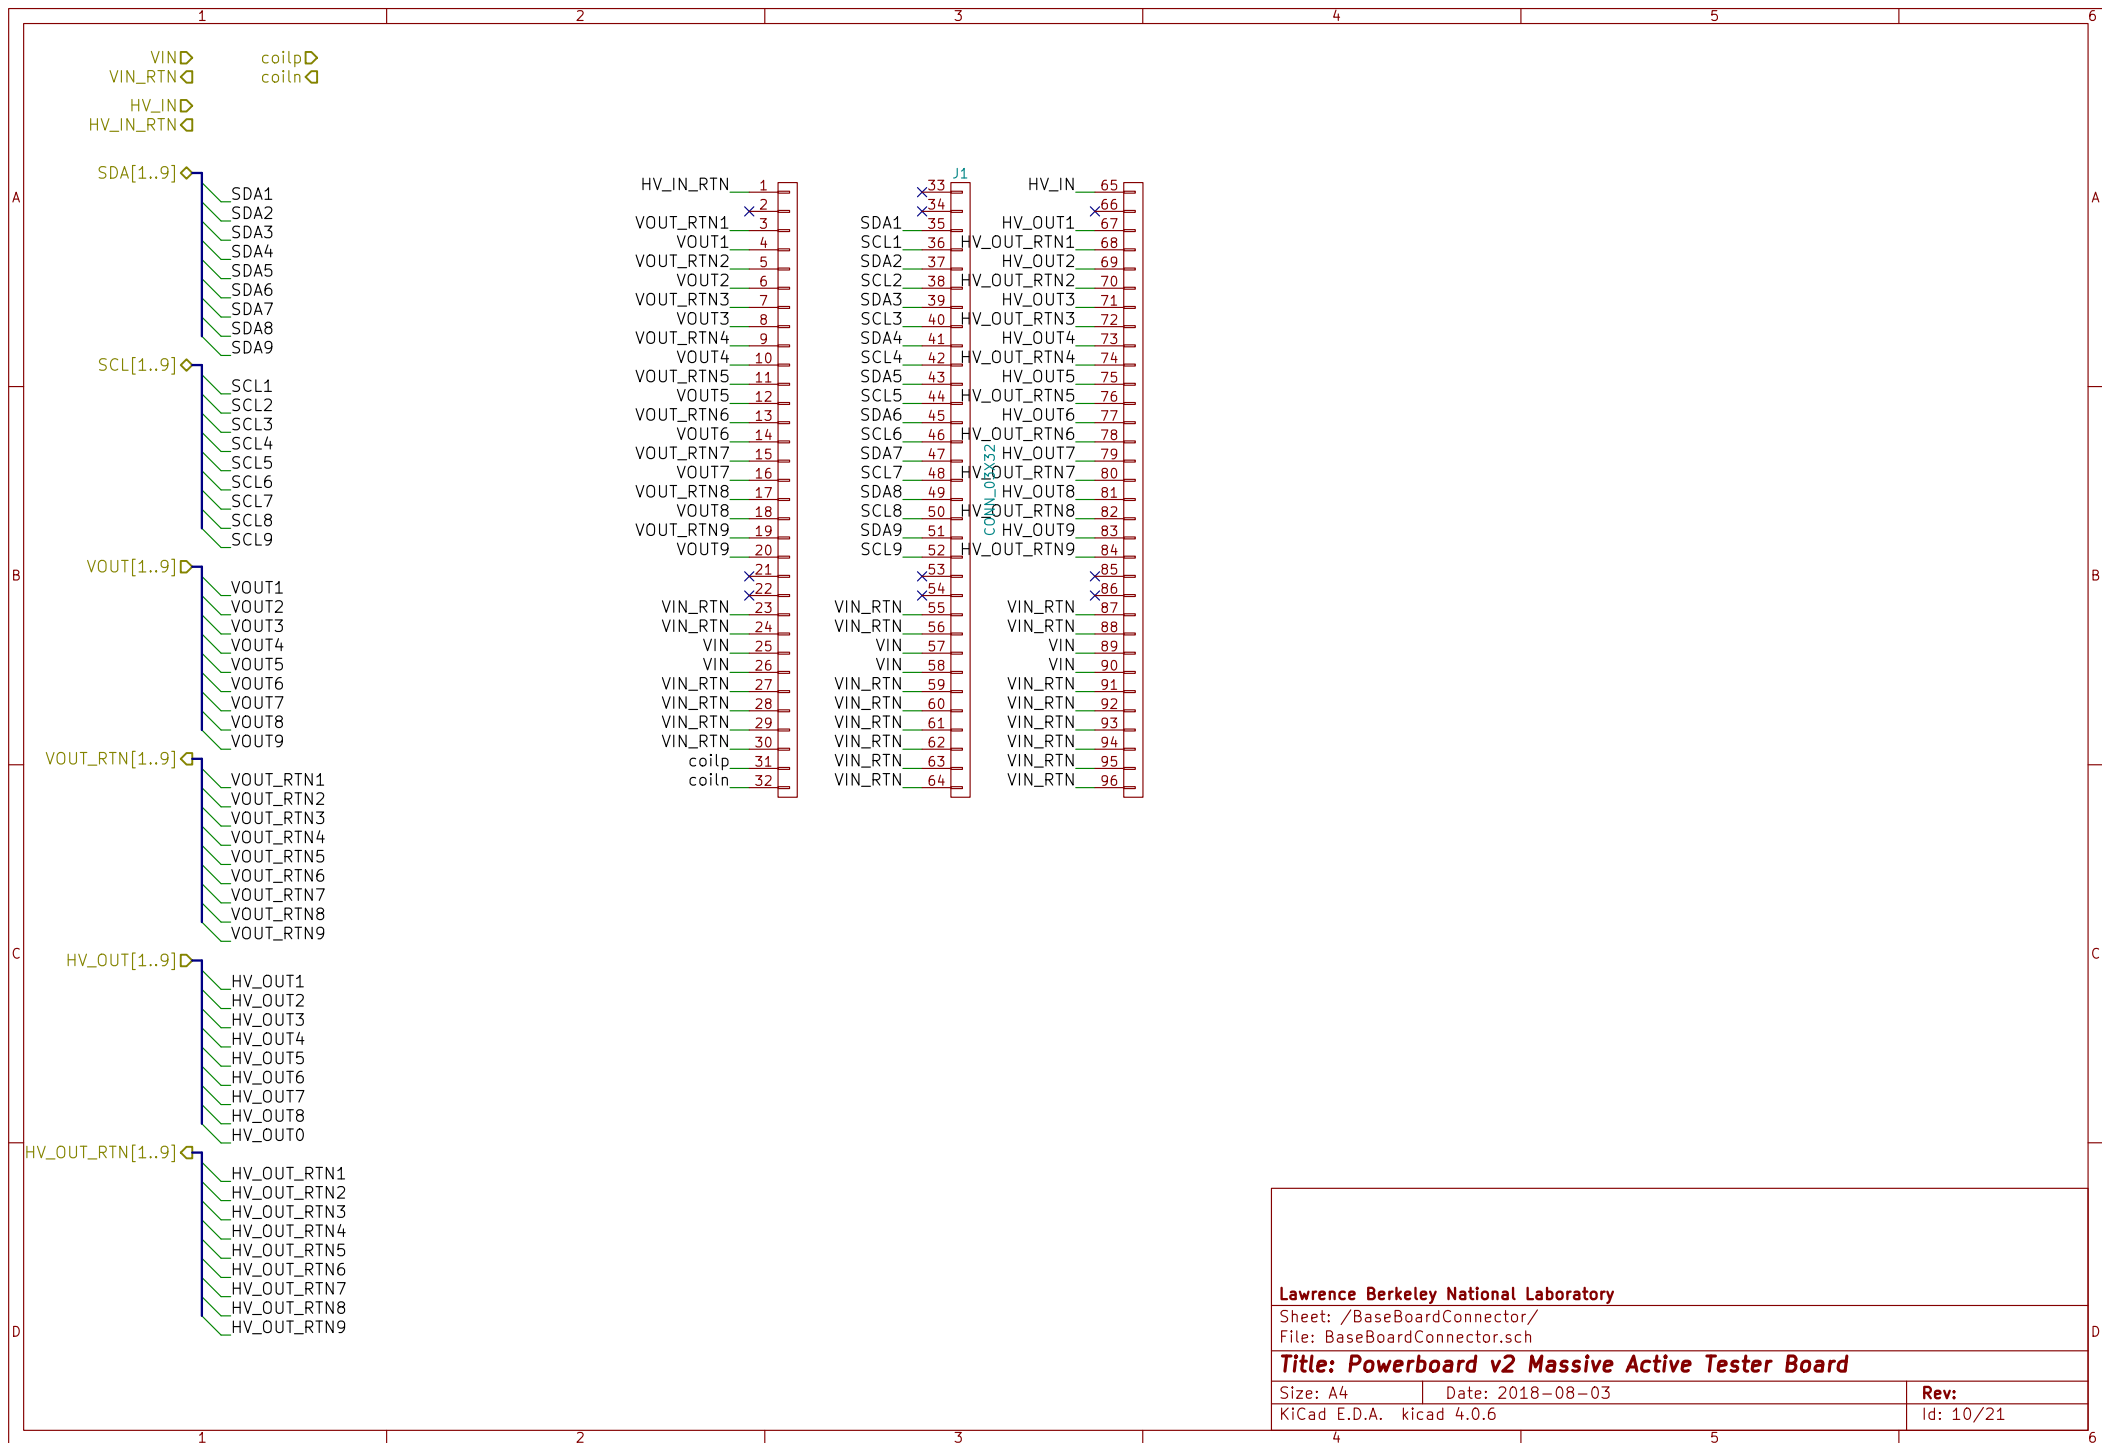 1 2 3 4 5 6
VIN coilp
VIN_RTN coiln
HV_IN
HV_IN_RTN
SDA[1..9]
SDA1
SDA2
SDA3
SDA4
SDA5
SDA6
SDA7
SDA8
SDA9
SCL[1..9]
SCL1
SCL2
SCL3
SCL4
SCL5
SCL6
SCL7
SCL8
SCL9
VOUT[1..9]
VOUT1
VOUT2
VOUT3
VOUT4
VOUT5
VOUT6
VOUT7
VOUT8
VOUT9
VOUT_RTN[1..9]
VOUT_RTN1
VOUT_RTN2
VOUT_RTN3
VOUT_RTN4
VOUT_RTN5
VOUT_RTN6
VOUT_RTN7
VOUT_RTN8
VOUT_RTN9
HV_OUT[1..9]
HV_OUT1
HV_OUT2
HV_OUT3
HV_OUT4
HV_OUT5
HV_OUT6
HV_OUT7
HV_OUT8
HV_OUT0
HV_OUT_RTN[1..9]
HV_OUT_RTN1
HV_OUT_RTN2
HV_OUT_RTN3
HV_OUT_RTN4
HV_OUT_RTN5
HV_OUT_RTN6
HV_OUT_RTN7
HV_OUT_RTN8
HV_OUT_RTN9
HV_IN_RTN 1
2
VOUT_RTN1 3
VOUT1 4
VOUT_RTN2 5
VOUT2 6
VOUT_RTN3 7
VOUT3 8
VOUT_RTN4 9
VOUT4 10
VOUT_RTN5 11
VOUT5 12
VOUT_RTN6 13
VOUT6 14
VOUT_RTN7 15
VOUT7 16
VOUT_RTN8 17
VOUT8 18
VOUT_RTN9 19
VOUT9 20
21
22
VIN_RTN 23
VIN_RTN 24
VIN 25
VIN 26
VIN_RTN 27
VIN_RTN 28
VIN_RTN 29
VIN_RTN 30
coilp 31
coiln 32
J1
33
34
SDA1 35
SCL1 36
SDA2 37
SCL2 38
SDA3 39
SCL3 40
SDA4 41
SCL4 42
SDA5 43
SCL5 44
SDA6 45
SCL6 46
SDA7 47
SCL7 48
SDA8 49
SCL8 50
SDA9 51
SCL9 52
53
54
VIN_RTN 55
VIN_RTN 56
VIN 57
VIN 58
VIN_RTN 59
VIN_RTN 60
VIN_RTN 61
VIN_RTN 62
VIN_RTN 63
VIN_RTN 64
CONN_03X32
HV_IN 65
66
HV_OUT1 67
HV_OUT_RTN1 68
HV_OUT2 69
HV_OUT_RTN2 70
HV_OUT3 71
HV_OUT_RTN3 72
HV_OUT4 73
HV_OUT_RTN4 74
HV_OUT5 75
HV_OUT_RTN5 76
HV_OUT6 77
HV_OUT_RTN6 78
HV_OUT7 79
HV_OUT_RTN7 80
HV_OUT8 81
HV_OUT_RTN8 82
HV_OUT9 83
HV_OUT_RTN9 84
85
86
VIN_RTN 87
VIN_RTN 88
VIN 89
VIN 90
VIN_RTN 91
VIN_RTN 92
VIN_RTN 93
VIN_RTN 94
VIN_RTN 95
VIN_RTN 96
A A
B B
C C
D D
Lawrence Berkeley National Laboratory
Sheet: /BaseBoardConnector/
File: BaseBoardConnector.sch
Title: Powerboard v2 Massive Active Tester Board
Size: A4 Date: 2018-08-03 Rev:
KiCad E.D.A. kicad 4.0.6 Id: 10/21
1 2 3 4 5 6